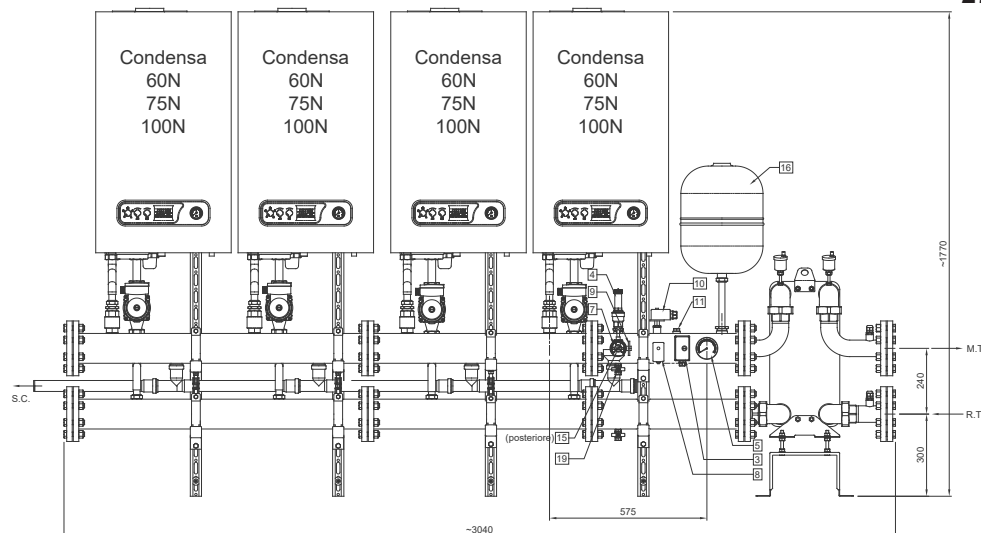 Condensa
60N
75N
100N
Condensa
60N
75N
100N
Condensa
60N
75N
100N
Condensa
60N
75N
100N
16
~1770
4
10
9
11
7
M.T
240
S.C.
R.T
(posteriore) 15
5
19
3
300
8
575
~3040